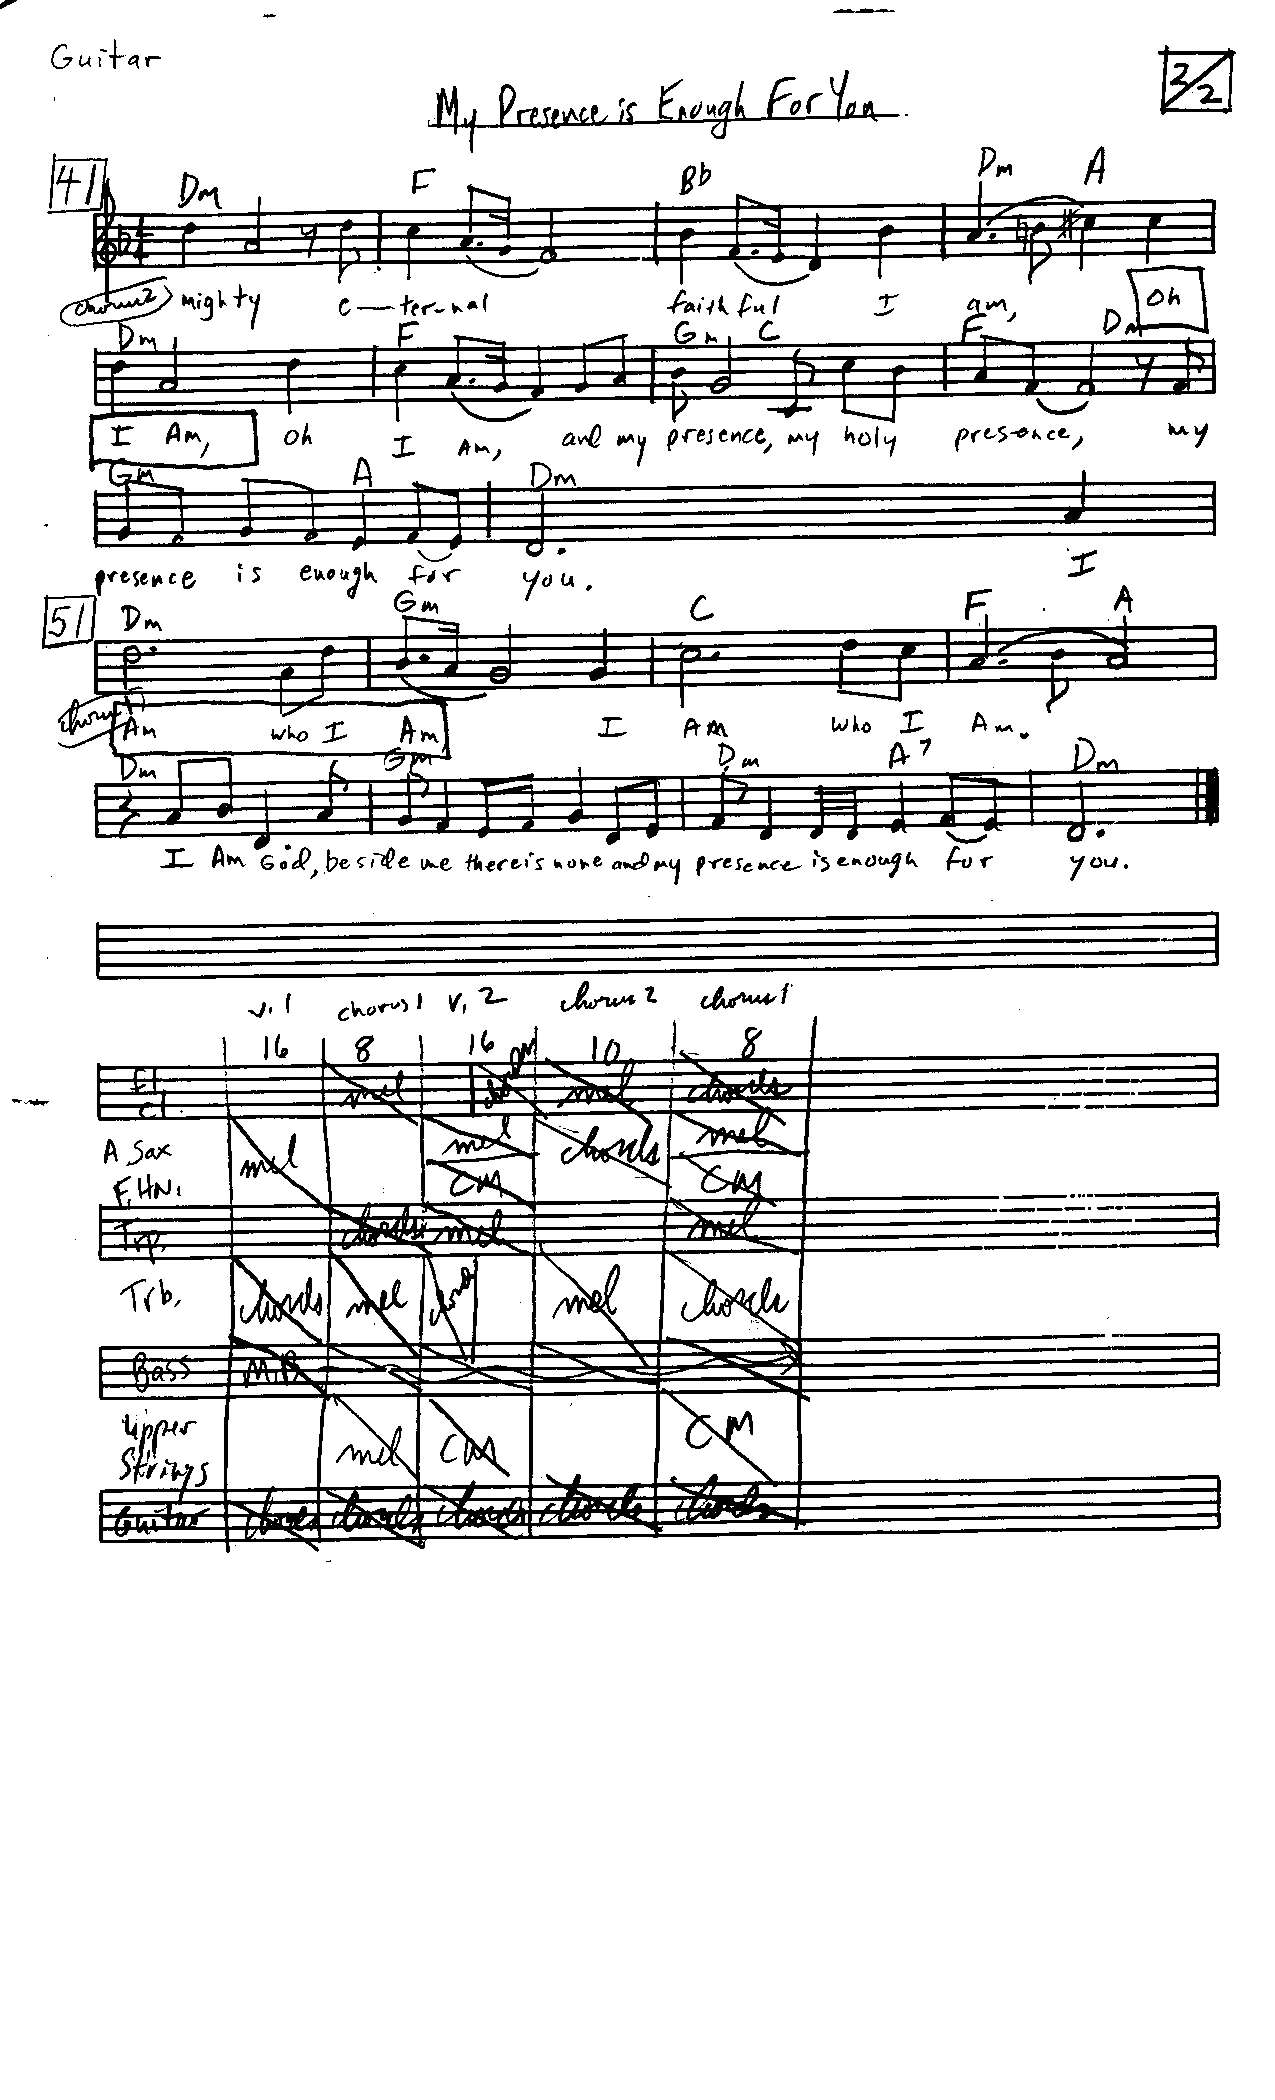 Guitar
2/2
My Presence is Enough For You
41
Dm F Bb Dm A
chorus 2 mighty e—ter-nal faithful I am, Oh
Dm F Gm C F Dm
I Am, oh I Am, and my presence, my holy presence, my
Gm A Dm
presence is enough for you. I
51 Dm Gm C F A
chorus 1 Am who I Am I AM who I Am.
Dm Gm Dm A7 Dm
I Am God, beside me there is none and my presence is enough for you.
v. 1 chorus 1 v. 2 chorus 2 chorus 1
16 8 16 10 8
Fl mel mel chords
Cl
A Sax mel mel chords mel
F. HN. CM CM
Trp. chords mel mel
Trb. chords mel chords mel chords
Bass
Upper mel CM CM
Strings
Guitar chords chords chords chords chords